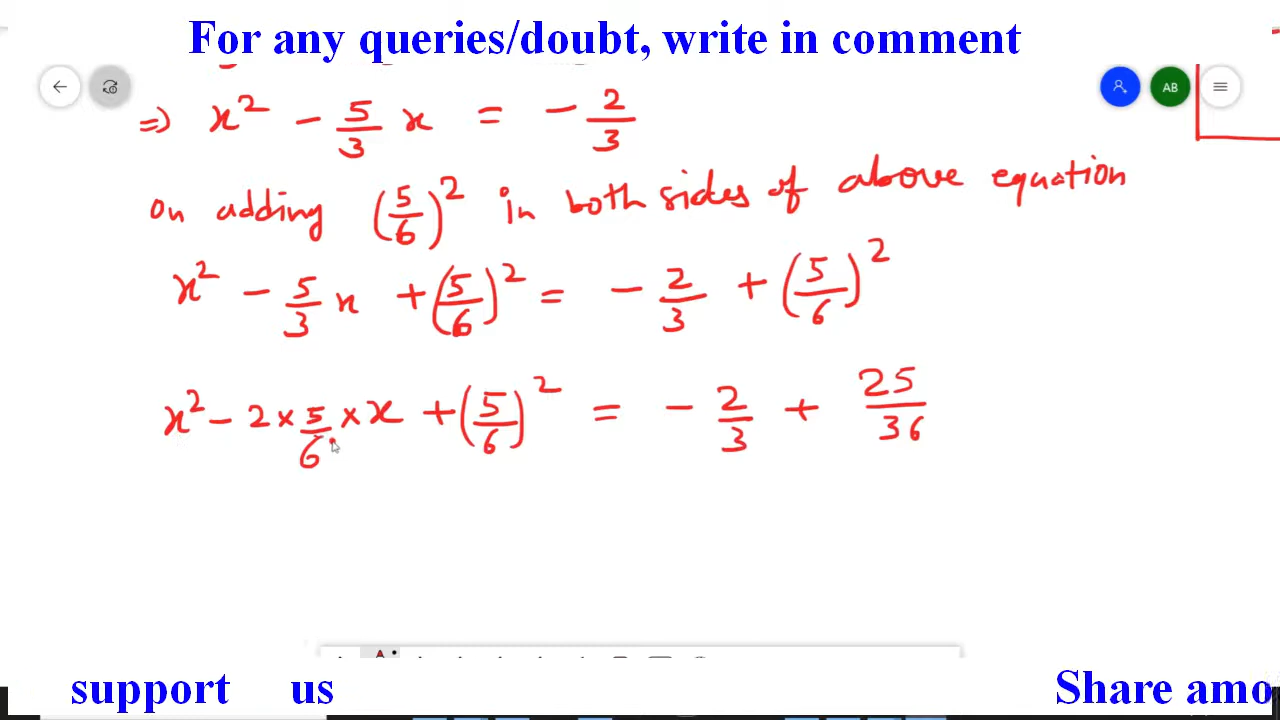 For any queries/doubt, write in comment
AB
⇒) x² - 5/3 x = - 2/3
on adding (5/6)² in both sides of above equation
x² - 5/3 x + (5/6)² = - 2/3 + (5/6)²
x² - 2 × 5/6 × x + (5/6)² = - 2/3 + 25/36
support us Share amo